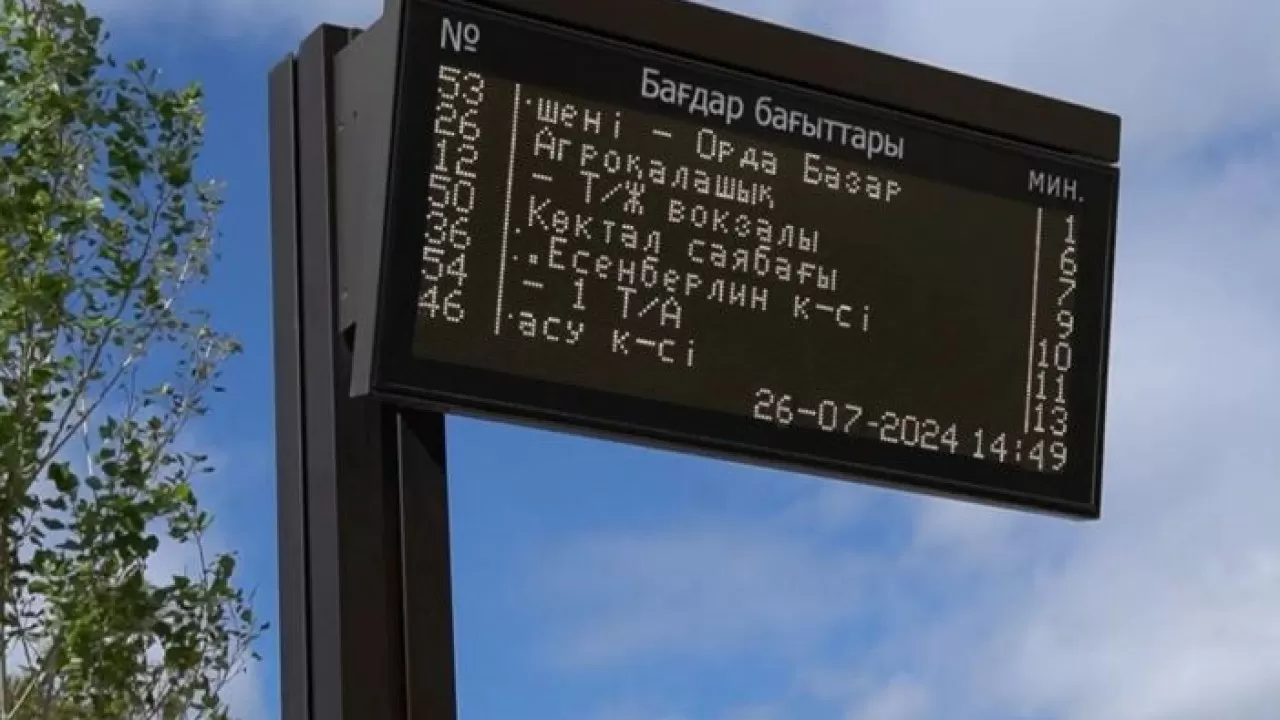 № Бағдар бағыттары мин.
53 шені - Орда Базар 1
26 Агроқалашық 6
12 - Т/Ж вокзалы 7
50 Көктал саябағы 9
36 .Есенберлин к-сі 10
54 - 1 Т/А 11
46 асу к-сі 13
26-07-2024 14:49